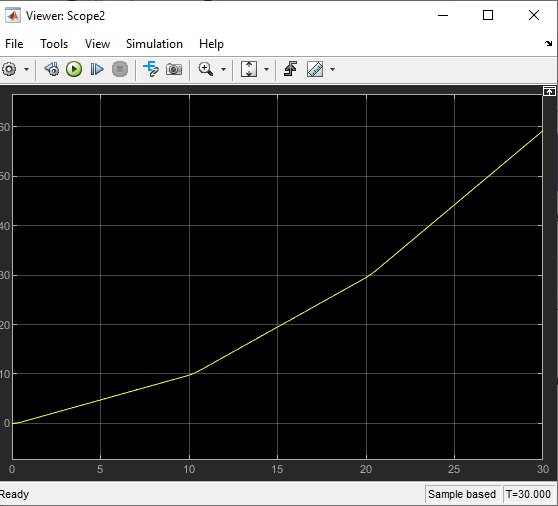 Viewer: Scope2
File Tools View Simulation Help
60
50
40
30
20
10
0
0 5 10 15 20 25 30
Ready Sample based T=30.000